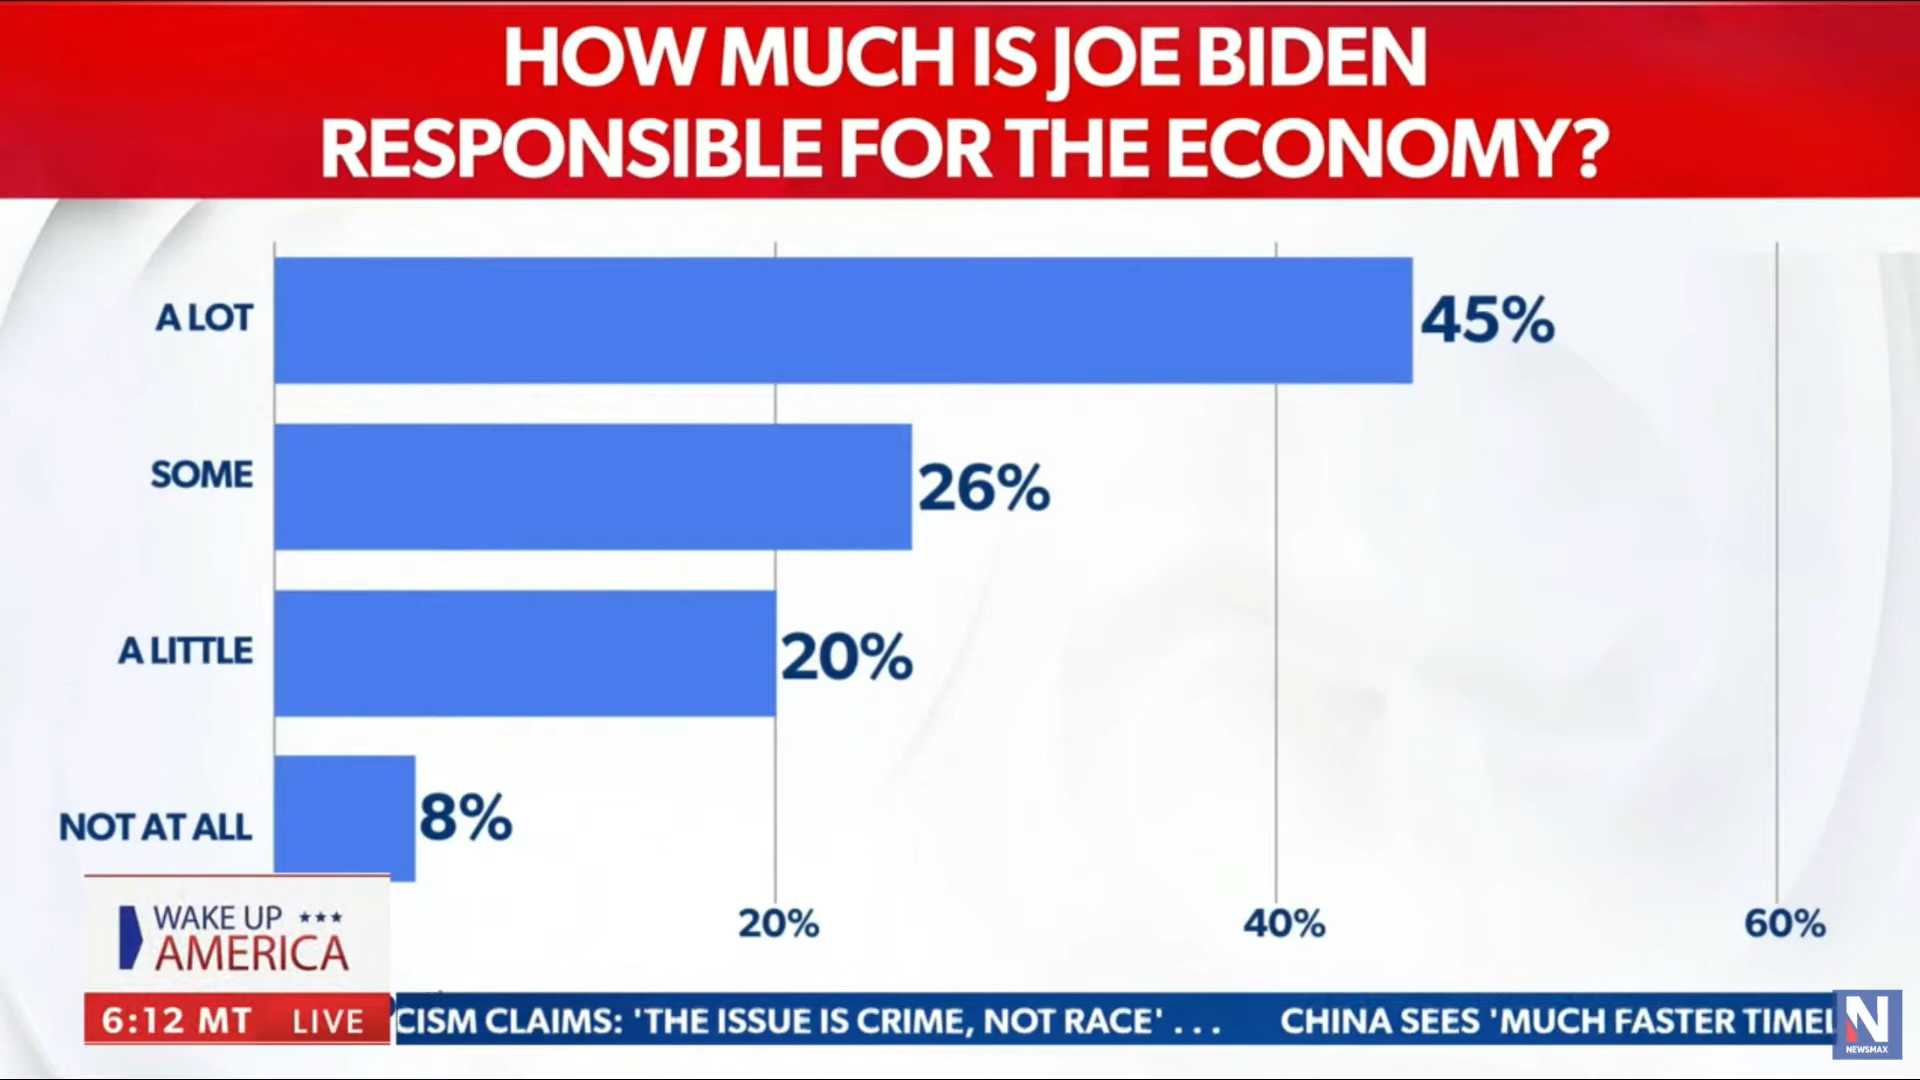 HOW MUCH IS JOE BIDEN
RESPONSIBLE FOR THE ECONOMY?
A LOT
45%
SOME
26%
A LITTLE
20%
NOT AT ALL
8%
20%
40%
60%
WAKE UP
AMERICA
6:12 MT LIVE
CISM CLAIMS: 'THE ISSUE IS CRIME, NOT RACE' . . . CHINA SEES 'MUCH FASTER TIMEL
N
NEWSMAX